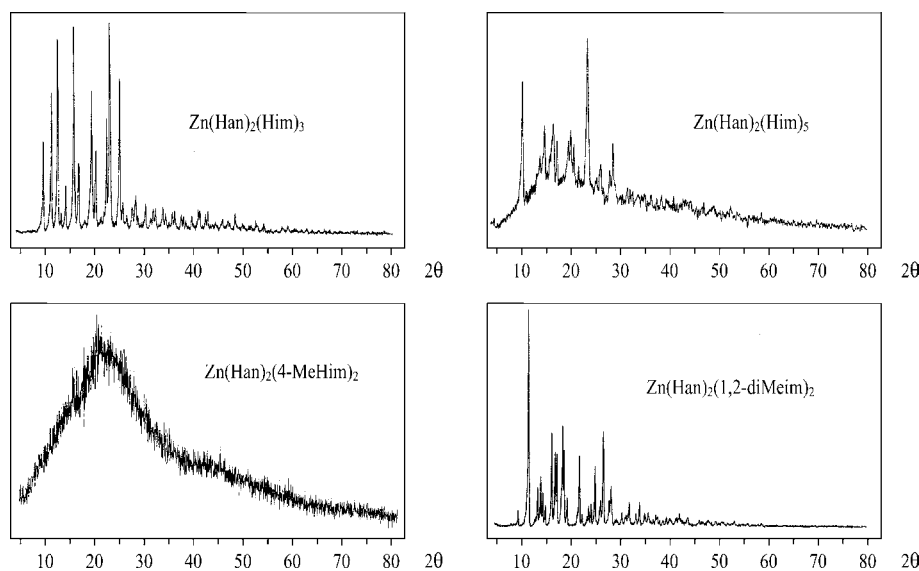 Zn(Han)₂(Him)₃
10 20 30 40 50 60 70 80 2θ
Zn(Han)₂(Him)₅
10 20 30 40 50 60 70 80 2θ
Zn(Han)₂(4-MeHim)₂
10 20 30 40 50 60 70 80 2θ
Zn(Han)₂(1,2-diMeim)₂
10 20 30 40 50 60 70 80 2θ